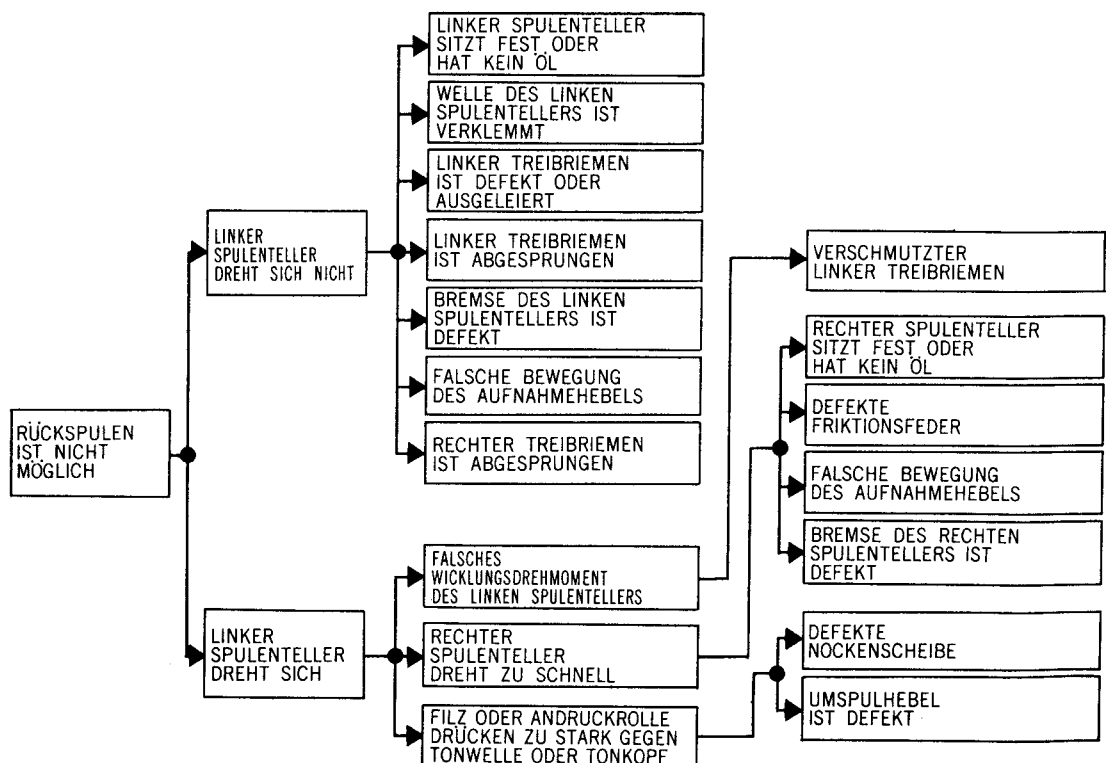 RÜCKSPULEN
IST NICHT
MÖGLICH
LINKER
SPULENTELLER
DREHT SICH NICHT
LINKER SPULENTELLER
SITZT FEST ODER
HAT KEIN ÖL
WELLE DES LINKEN
SPULENTELLERS IST
VERKLEMMT
LINKER TREIBRIEMEN
IST DEFEKT ODER
AUSGELEIERT
LINKER TREIBRIEMEN
IST ABGESPRUNGEN
BREMSE DES LINKEN
SPULENTELLERS IST
DEFEKT
FALSCHE BEWEGUNG
DES AUFNAHMEHEBELS
RECHTER TREIBRIEMEN
IST ABGESPRUNGEN
LINKER
SPULENTELLER
DREHT SICH
FALSCHES
WICKLUNGSDREHMOMENT
DES LINKEN SPULENTELLERS
VERSCHMUTZTER
LINKER TREIBRIEMEN
RECHTER
SPULENTELLER
DREHT ZU SCHNELL
RECHTER SPULENTELLER
SITZT FEST ODER
HAT KEIN ÖL
DEFEKTE
FRIKTIONSFEDER
FALSCHE BEWEGUNG
DES AUFNAHMEHEBELS
BREMSE DES RECHTEN
SPULENTELLERS IST
DEFEKT
FILZ ODER ANDRUCKROLLE
DRÜCKEN ZU STARK GEGEN
TONWELLE ODER TONKOPF
DEFEKTE
NOCKENSCHEIBE
UMSPULHEBEL
IST DEFEKT